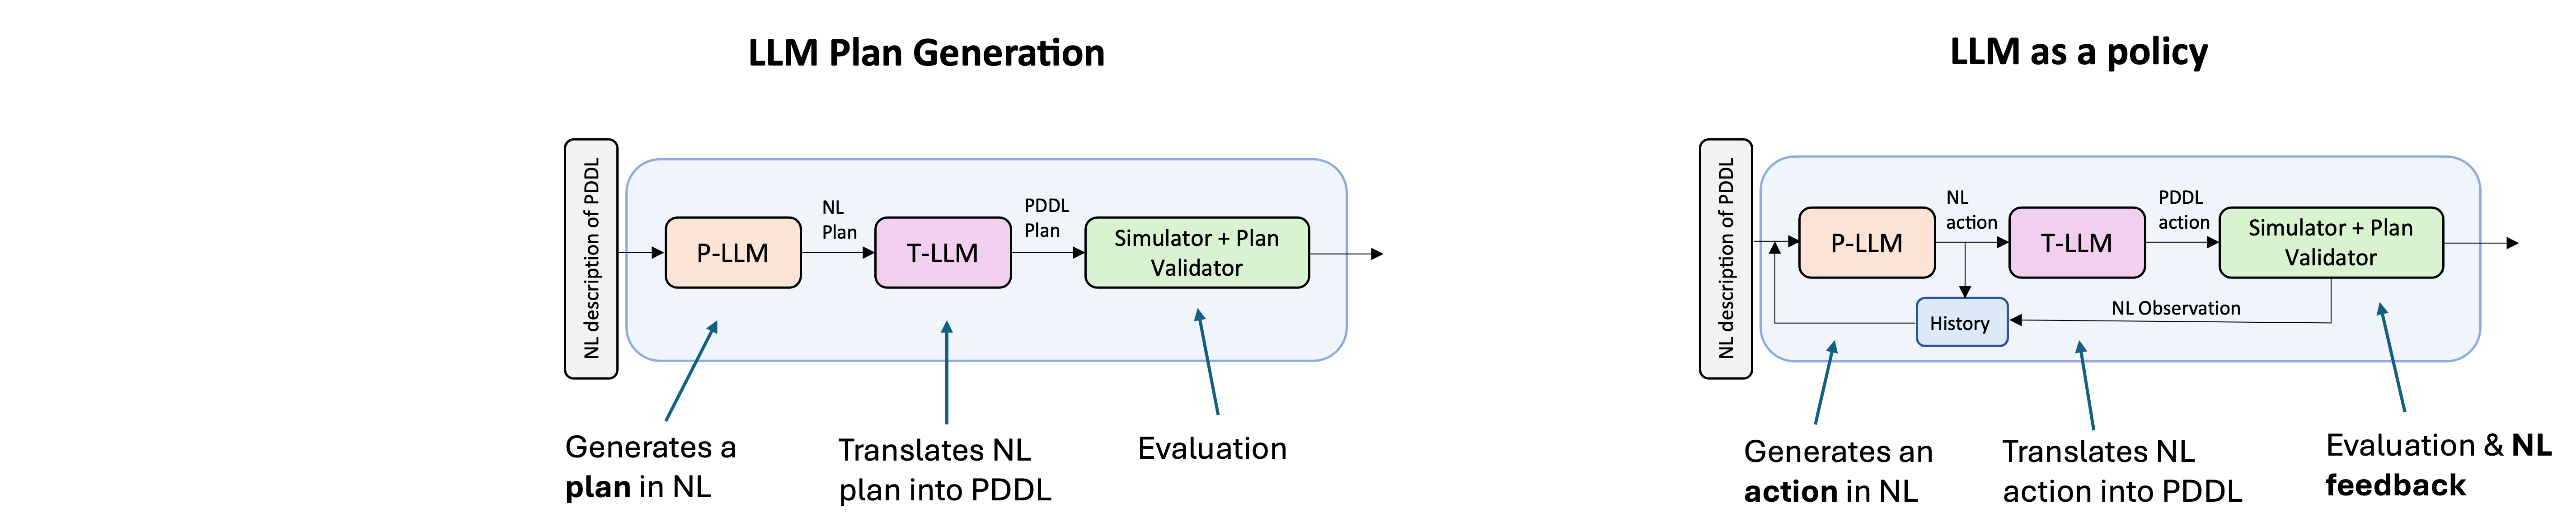 LLM Plan Generation
NL description of PDDL
P-LLM
NL
Plan
T-LLM
PDDL
Plan
Simulator + Plan
Validator
Generates a
plan in NL
Translates NL
plan into PDDL
Evaluation
LLM as a policy
NL description of PDDL
P-LLM
NL
action
T-LLM
PDDL
action
Simulator + Plan
Validator
History
NL Observation
Generates an
action in NL
Translates NL
action into PDDL
Evaluation & NL
feedback